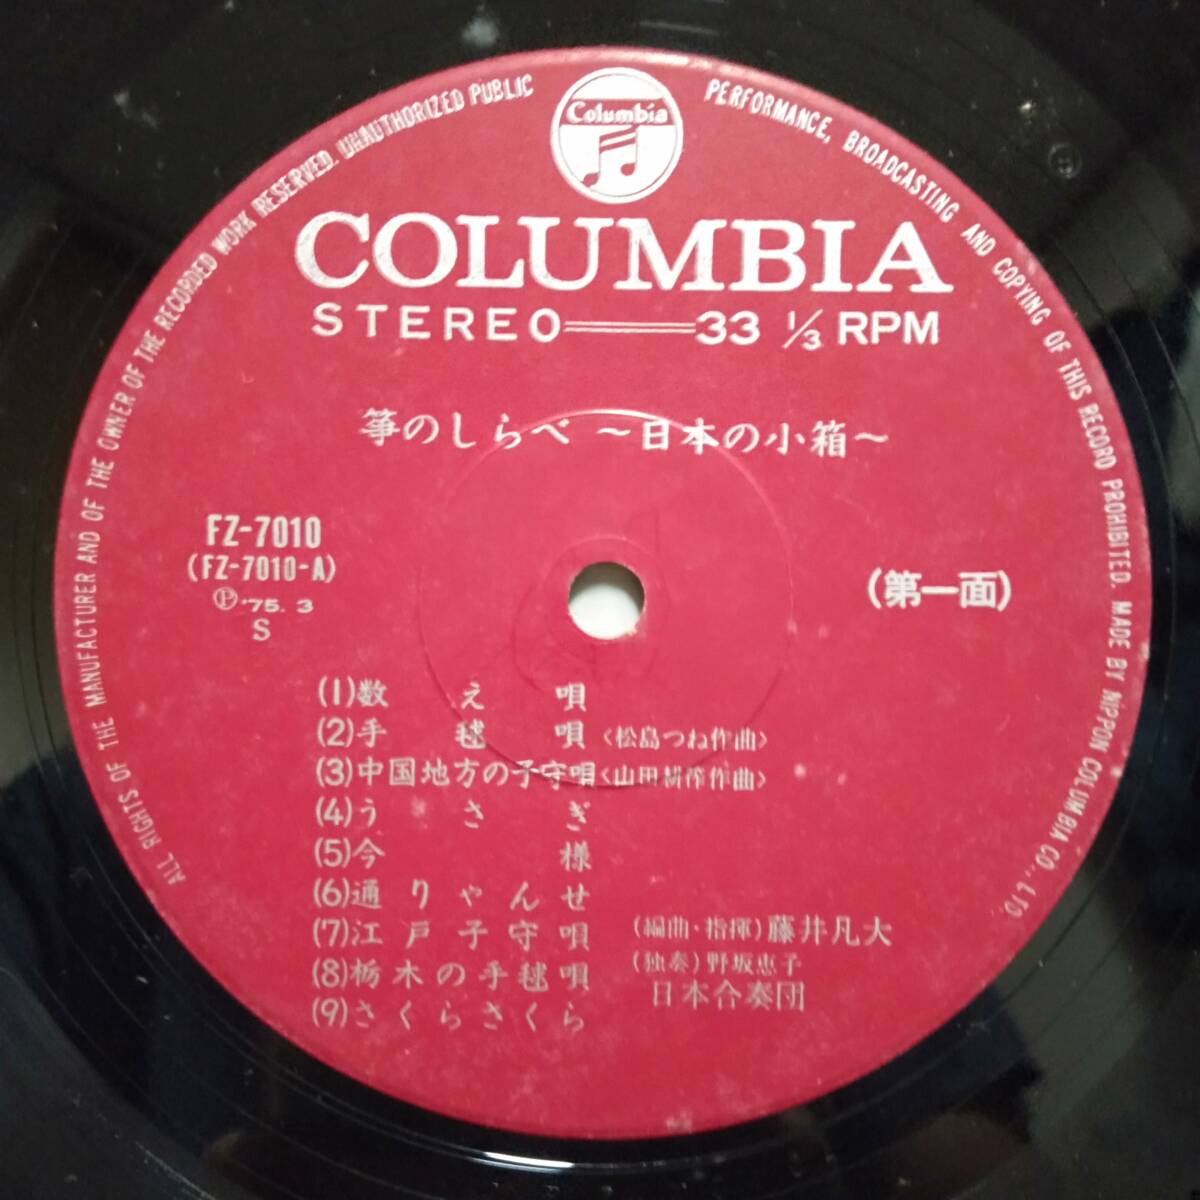 ALL RIGHTS OF THE MANUFACTURER AND OF THE OWNER OF THE RECORDED WORK RESERVED. UNAUTHORIZED PUBLIC PERFORMANCE, BROADCASTING AND COPYING OF THIS RECORD PROHIBITED. MADE BY NIPPON COLUMBIA CO., LTD.
Columbia
COLUMBIA
STEREO 33 1/3 RPM
箏のしらべ ～日本の小箱～
FZ-7010
(FZ-7010-A)
Ⓟ '75. 3
S
(第一面)
(1)数え唄
(2)手毬唄<松島つね作曲>
(3)中国地方の子守唄<山田耕筰作曲>
(4)うさぎ
(5)今様
(6)通りゃんせ
(7)江戸子守唄
(8)栃木の手毬唄
(9)さくらさくら
(編曲・指揮)藤井凡大
(独奏)野坂恵子
日本合奏団